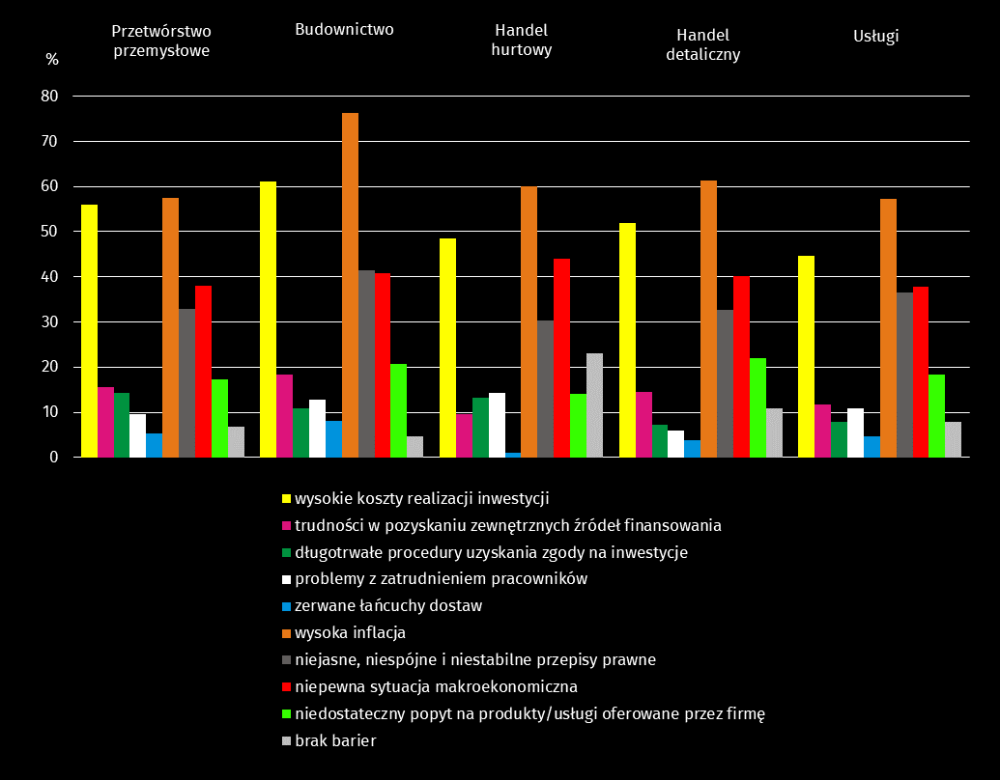 Przetwórstwo
przemysłowe
Budownictwo
Handel
hurtowy
Handel
detaliczny
Usługi
%
80
70
60
50
40
30
20
10
0
wysokie koszty realizacji inwestycji
trudności w pozyskaniu zewnętrznych źródeł finansowania
długotrwałe procedury uzyskania zgody na inwestycje
problemy z zatrudnieniem pracowników
zerwane łańcuchy dostaw
wysoka inflacja
niejasne, niespójne i niestabilne przepisy prawne
niepewna sytuacja makroekonomiczna
niedostateczny popyt na produkty/usługi oferowane przez firmę
brak barier